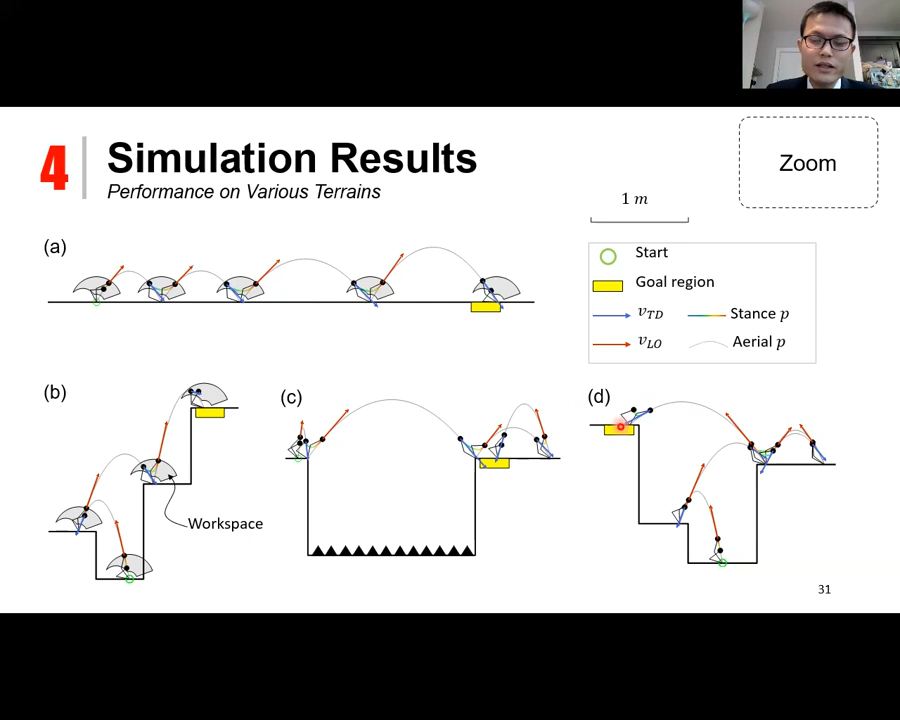 4
Simulation Results
Performance on Various Terrains
Zoom
1 m
(a)
Start
Goal region
v_TD
Stance p
v_LO
Aerial p
(b)
(c)
(d)
Workspace
31